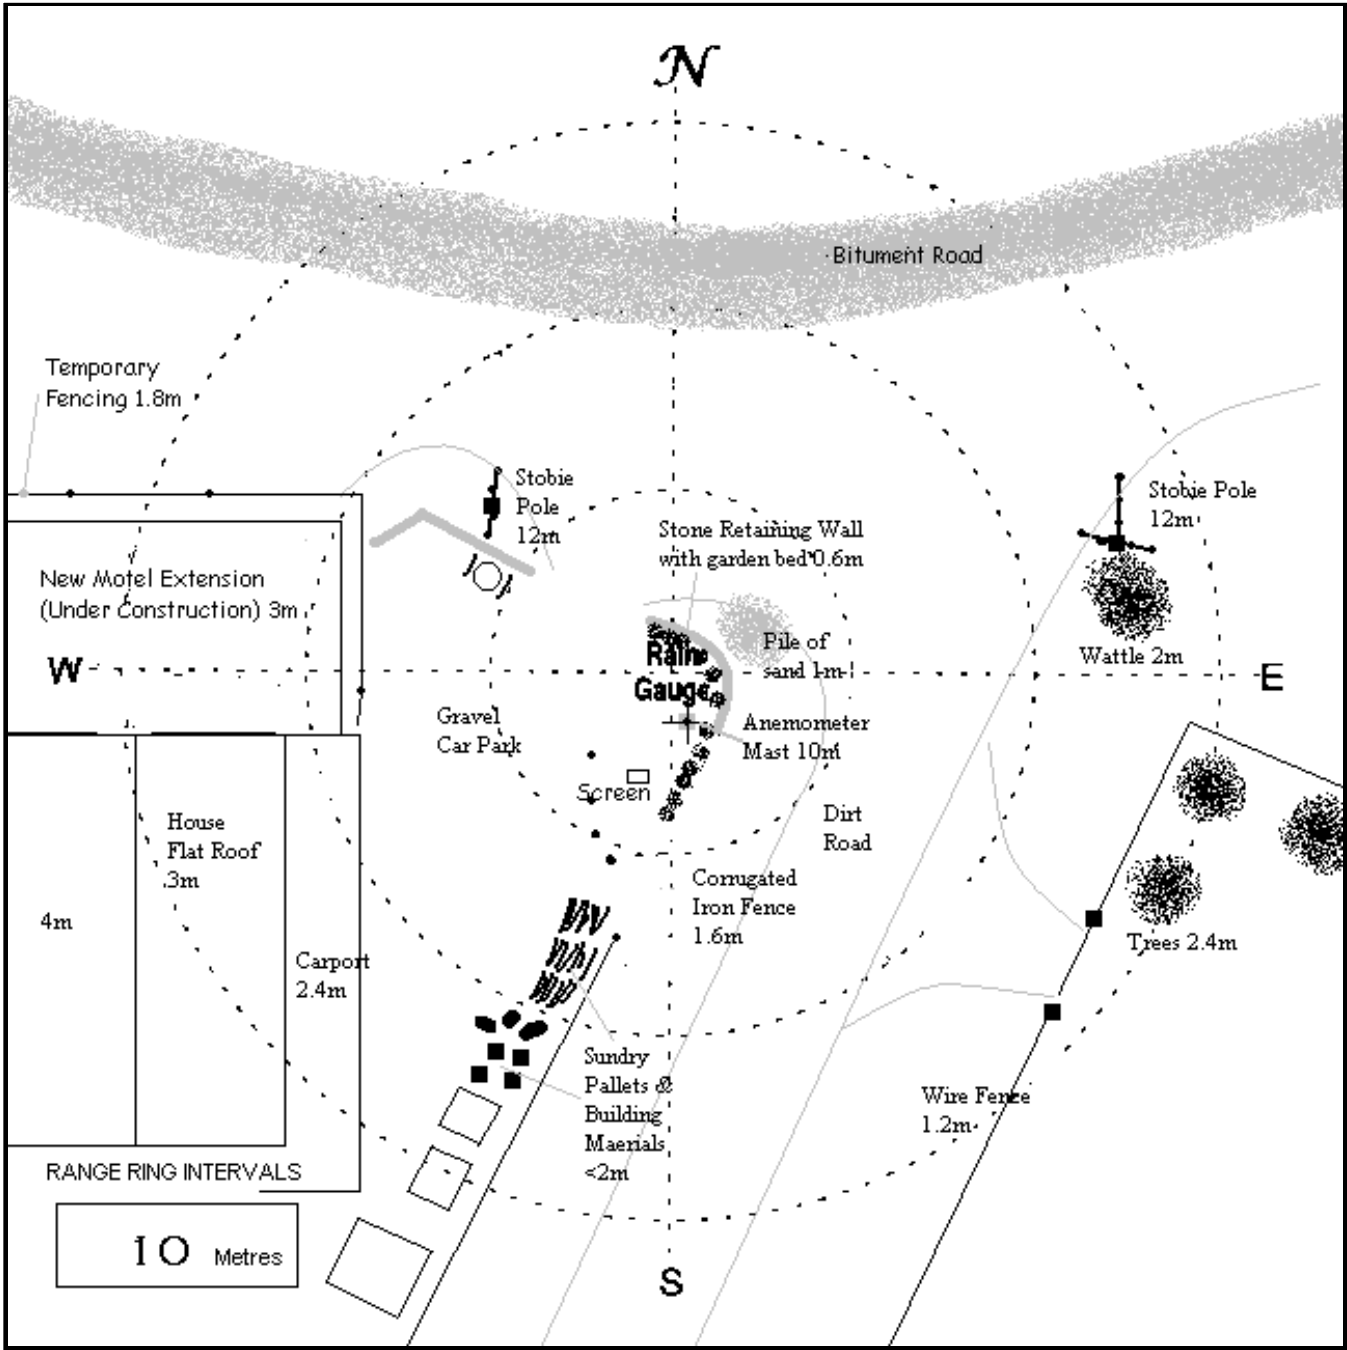 N
Bitument Road
Temporary
Fencing 1.8m
Stobie
Pole
12m
Stobie Pole
12m
Stone Retaining Wall
with garden bed 0.6m
New Motel Extension
(Under Construction) 3m
Rain
Gauge
Pile of
sand 1m
Wattle 2m
W
E
Gravel
Car Park
Anemometer
Mast 10m
Screen
House
Flat Roof
3m
Dirt
Road
4m
Corrugated
Iron Fence
1.6m
Trees 2.4m
Carport
2.4m
Sundry
Pallets &
Building
Maerials
<2m
Wire Fence
1.2m
RANGE RING INTERVALS
10 Metres
S